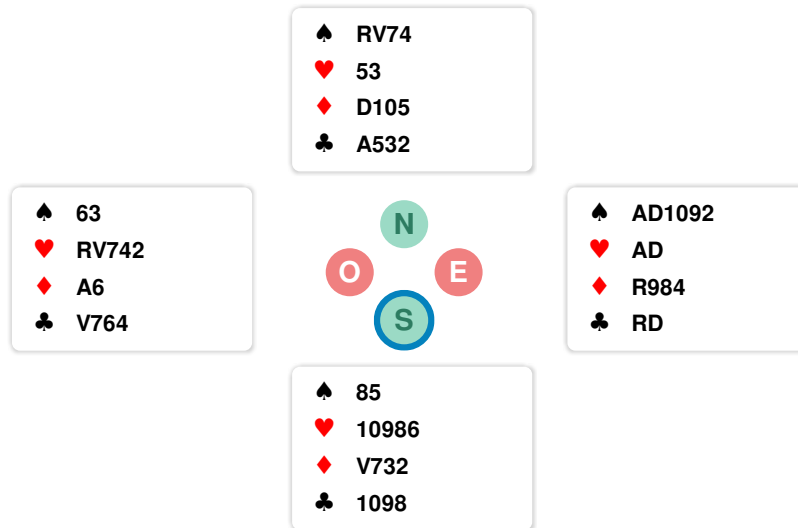 ♠ RV74
♥ 53
♦ D105
♣ A532
♠ 63
♥ RV742
♦ A6
♣ V764
N
O E
S
♠ AD1092
♥ AD
♦ R984
♣ RD
♠ 85
♥ 10986
♦ V732
♣ 1098